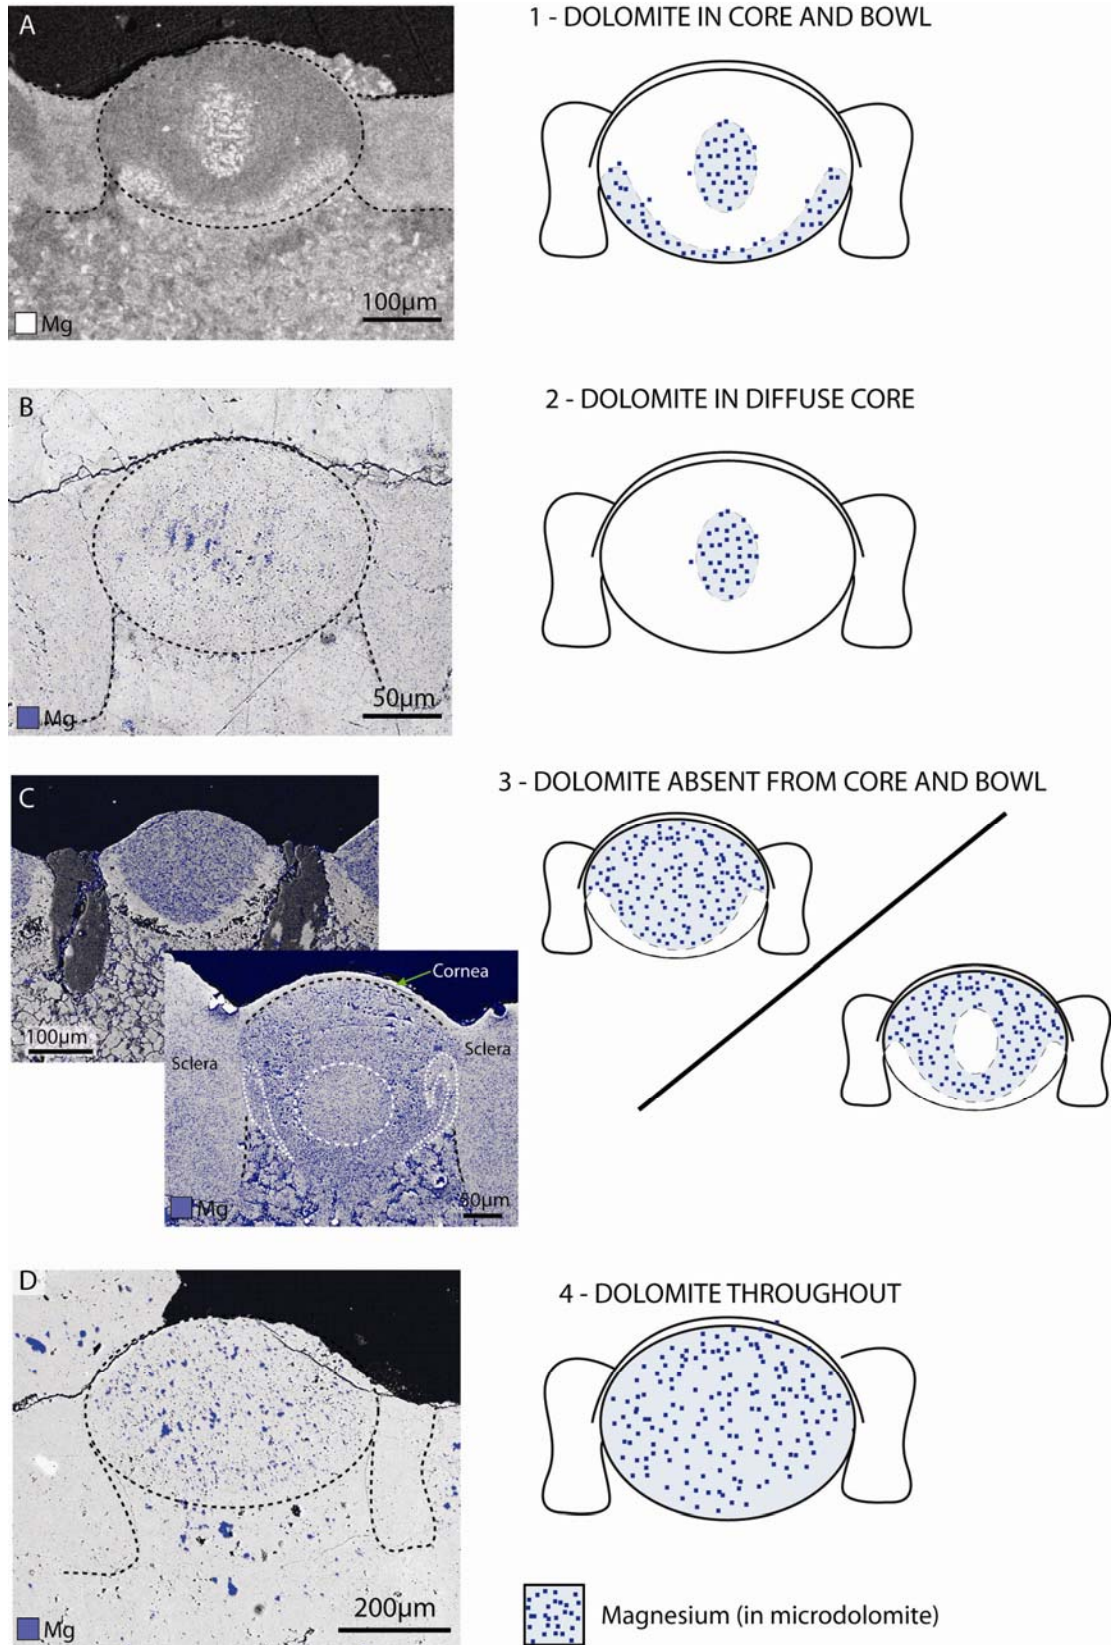 A
1 - DOLOMITE IN CORE AND BOWL
100µm
Mg
B
2 - DOLOMITE IN DIFFUSE CORE
50µm
Mg
C
3 - DOLOMITE ABSENT FROM CORE AND BOWL
Cornea
100µm
Sclera
Sclera
50µm
Mg
D
4 - DOLOMITE THROUGHOUT
200µm
Mg
Magnesium (in microdolomite)